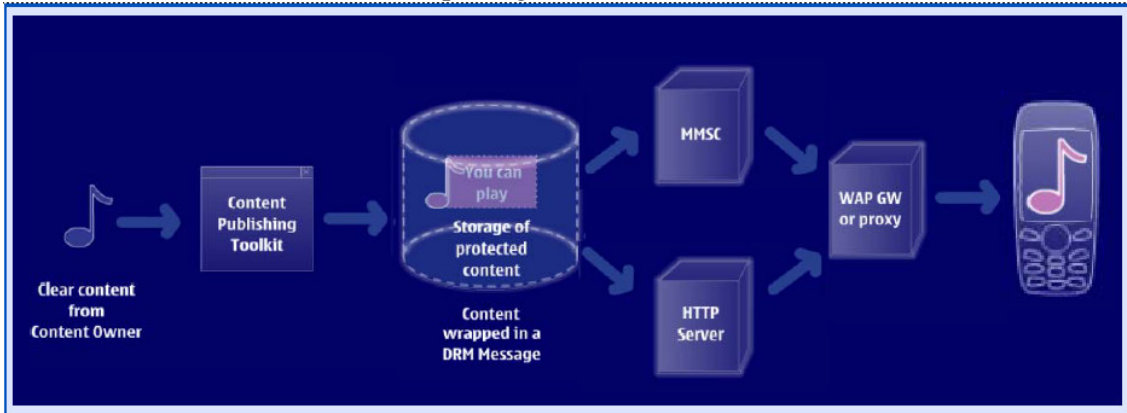 Clear content
from
Content Owner
Content
Publishing
Toolkit
You can
play
Storage of
protected
content
Content
wrapped in a
DRM Message
MMSC
HTTP
Server
WAP GW
or proxy